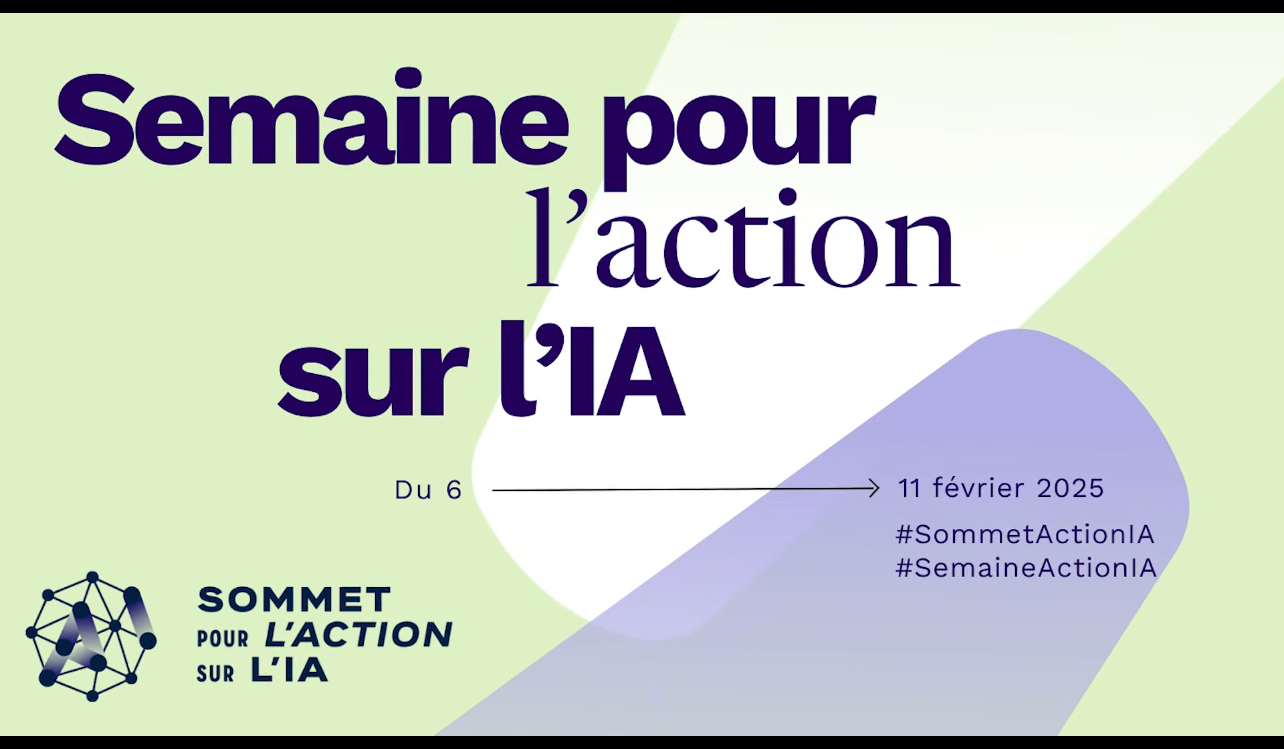 Semaine pour
l’action
sur l’IA
Du 6 → 11 février 2025
#SommetActionIA
#SemaineActionIA
SOMMET
POUR L’ACTION
SUR L’IA